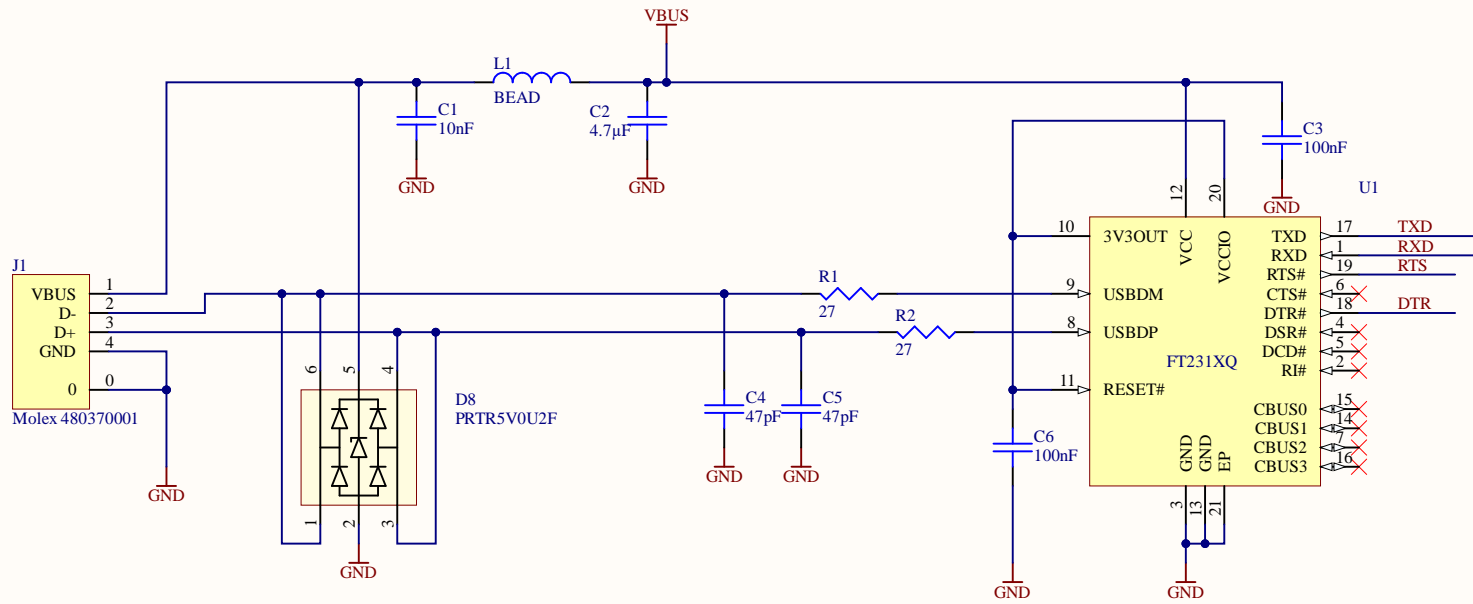 VBUS
L1
BEAD
C1
10nF
C2
4.7µF
GND
GND
C3
100nF
GND
U1
12
20
VCC
VCCIO
10
3V3OUT
9
USBDM
8
USBDP
11
RESET#
FT231XQ
TXD
17
TXD
RXD
1
RXD
RTS#
19
RTS
CTS#
6
DTR#
18
DTR
DSR#
4
DCD#
5
RI#
2
CBUS0
15
CBUS1
14
CBUS2
7
CBUS3
16
GND
GND
EP
3
13
21
GND
J1
VBUS
1
D-
2
D+
3
GND
4
0
0
Molex 480370001
GND
6
5
4
D8
PRTR5V0U2F
1
2
3
GND
R1
27
R2
27
C4
47pF
GND
C5
47pF
GND
C6
100nF
GND